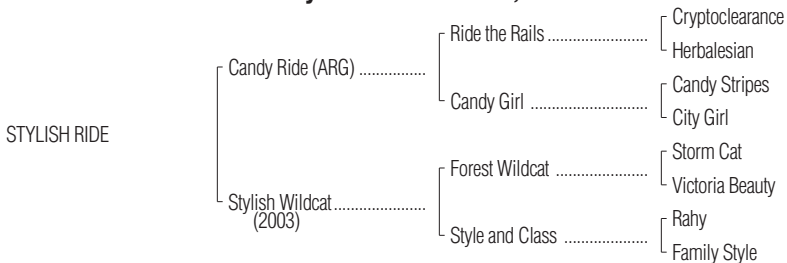 Cryptoclearance
Ride the Rails ....................
Herbalesian
Candy Ride (ARG) ................
Candy Stripes
Candy Girl .......................
City Girl
STYLISH RIDE
Storm Cat
Forest Wildcat ..................
Victoria Beauty
Stylish Wildcat ......................
(2003)
Rahy
Style and Class ................
Family Style